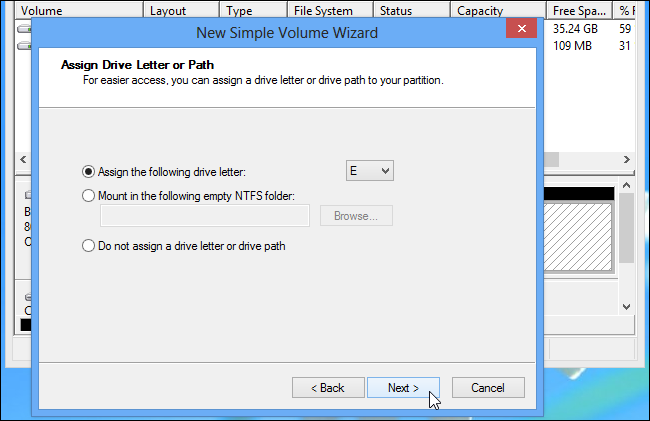 Volume Layout Type File System Status Capacity Free Spa... % F
35.24 GB 59
109 MB 31
New Simple Volume Wizard
Assign Drive Letter or Path
For easier access, you can assign a drive letter or drive path to your partition.
Assign the following drive letter: E
Mount in the following empty NTFS folder:
Browse...
Do not assign a drive letter or drive path
< Back Next > Cancel